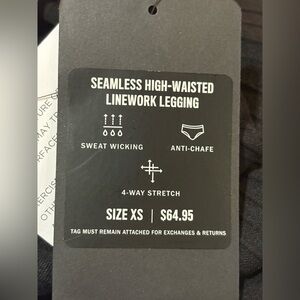 SEAMLESS HIGH-WAISTED
LINEWORK LEGGING
SWEAT WICKING
ANTI-CHAFE
4-WAY STRETCH
SIZE XS | $64.95
TAG MUST REMAIN ATTACHED FOR EXCHANGES & RETURNS